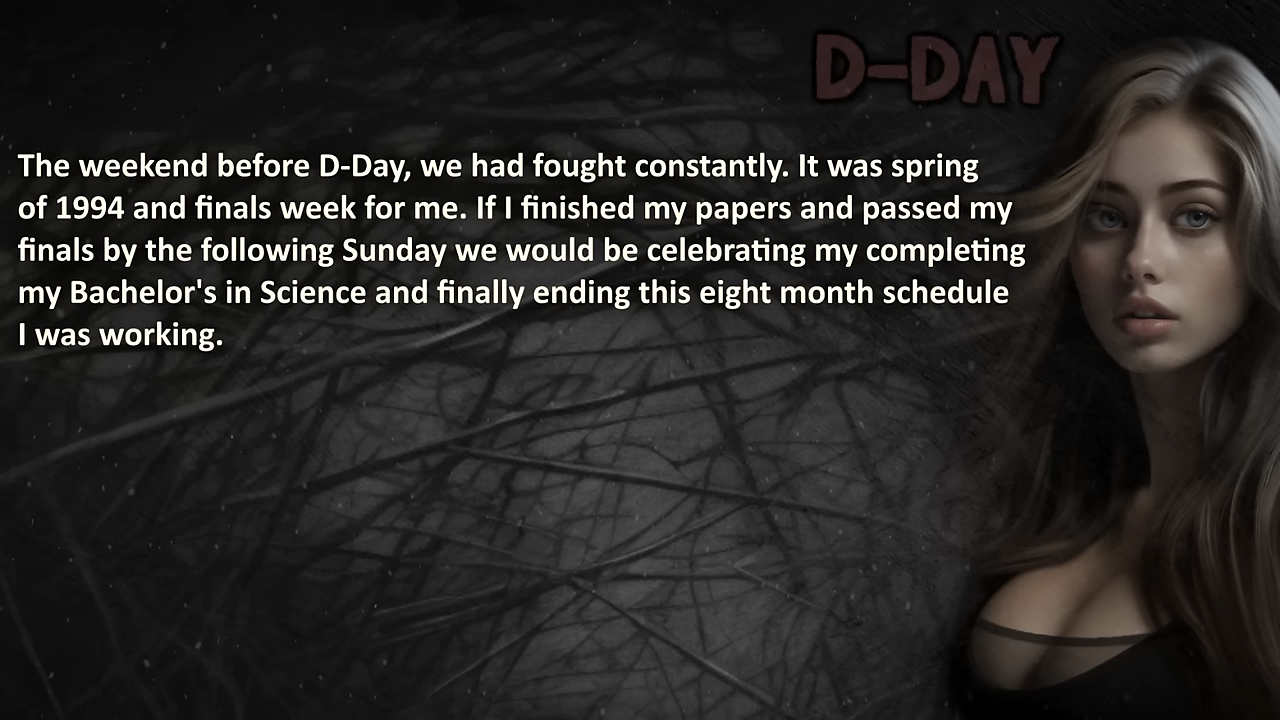 D-DAY
The weekend before D-Day, we had fought constantly. It was spring
of 1994 and finals week for me. If I finished my papers and passed my
finals by the following Sunday we would be celebrating my completing
my Bachelor's in Science and finally ending this eight month schedule
I was working.